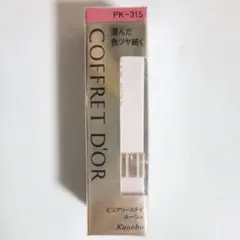 PK-315
澄んだ
色ツヤ続く
COFFRET D'OR
ピュアリーステイ
ルージュ
Kanebo